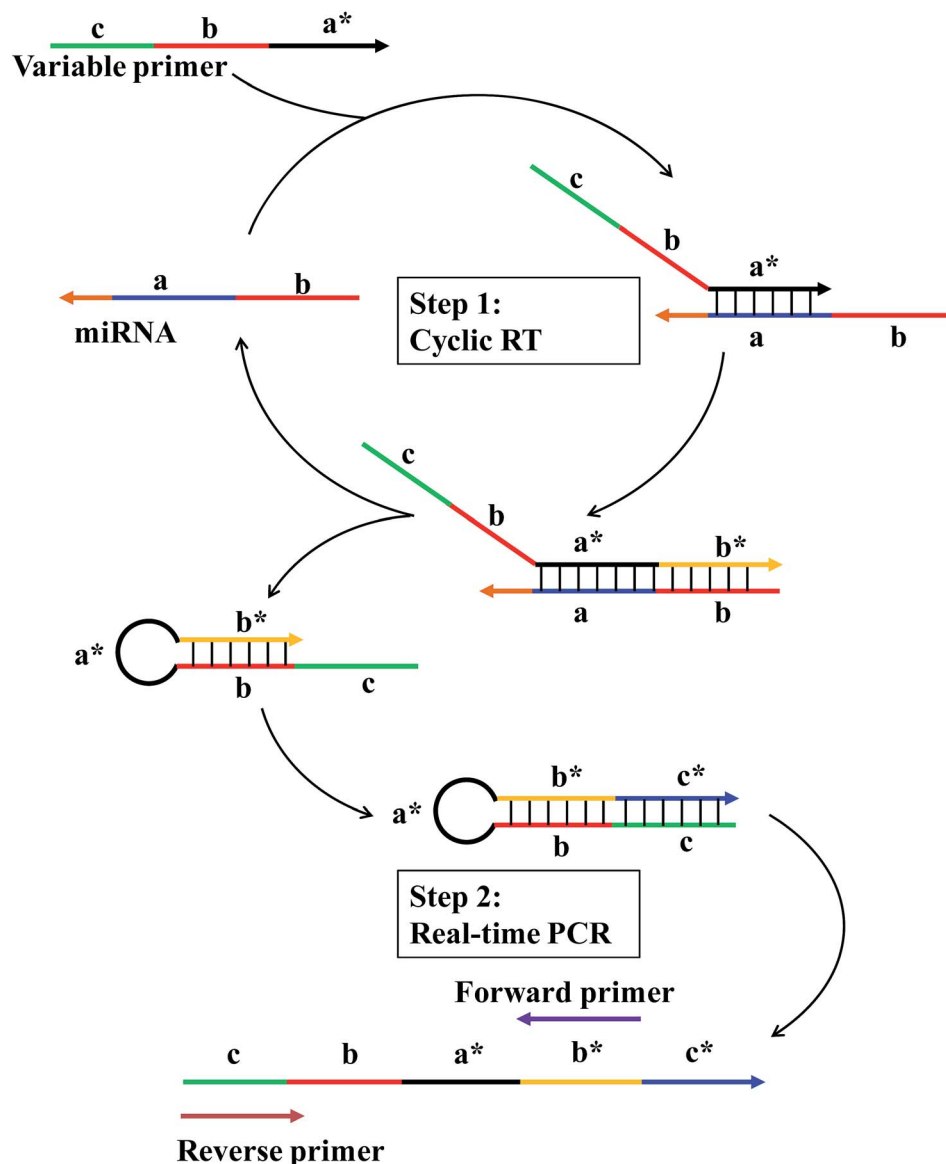 c b a*
Variable primer
c
b
a*
a b
miRNA
Step 1:
Cyclic RT
a b
c
b
a* b*
a b
b*
a*
b c
b* c*
a*
b c
Step 2:
Real-time PCR
Forward primer
c b a* b* c*
Reverse primer